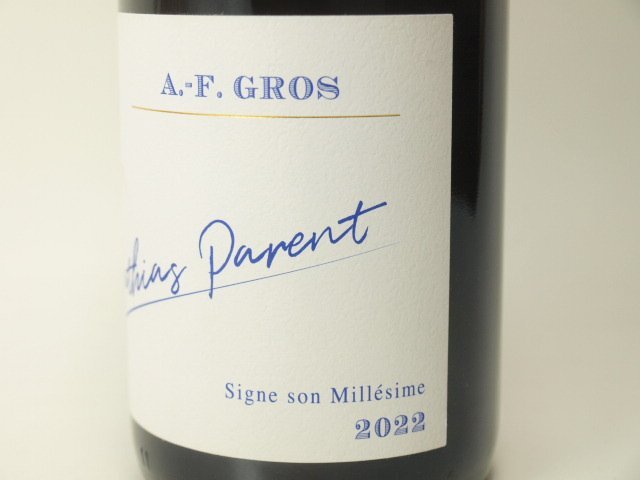 A.-F. GROS
thias Parent
Signe son Millésime
2022